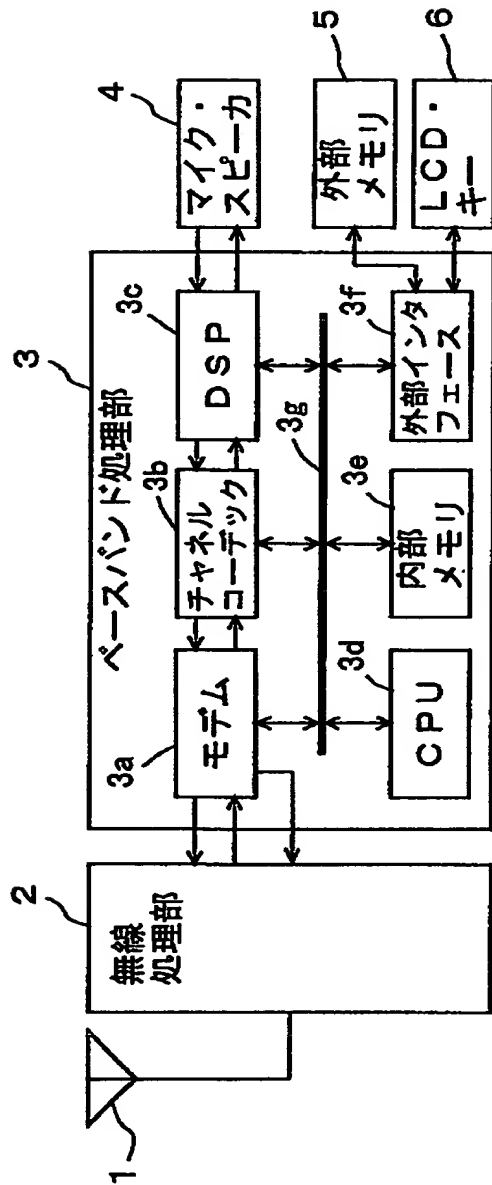 1
2
無線
処理部
3
ベースバンド処理部
3a
モデム
3b
チャネル
コーデック
3c
DSP
3g
3d
CPU
3e
内部
メモリ
3f
外部インタ
フェース
4
マイク・
スピーカ
5
外部
メモリ
6
LCD・
キー